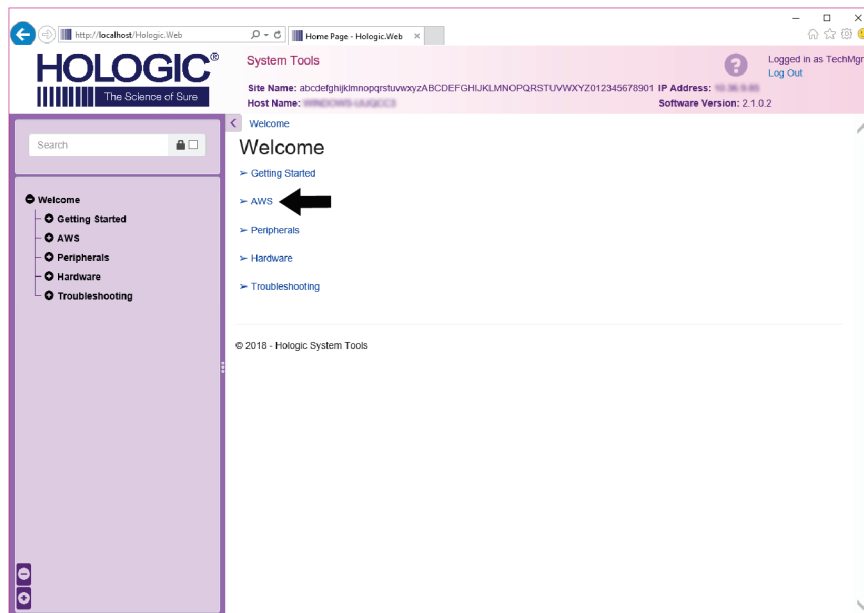 http://localhost/Hologic.Web
Home Page - Hologic.Web
HOLOGIC®
The Science of Sure
System Tools
Logged in as TechMgr
Log Out
Site Name: abcdefghijklmnopqrstuvwxyzABCDEFGHIJKLMNOPQRSTUVWXYZ012345678901 IP Address:
Host Name:
Software Version: 2.1.0.2
Search
Welcome
Getting Started
AWS
Peripherals
Hardware
Troubleshooting
Welcome
Welcome
➢ Getting Started
➢ AWS
➢ Peripherals
➢ Hardware
➢ Troubleshooting
© 2018 - Hologic System Tools